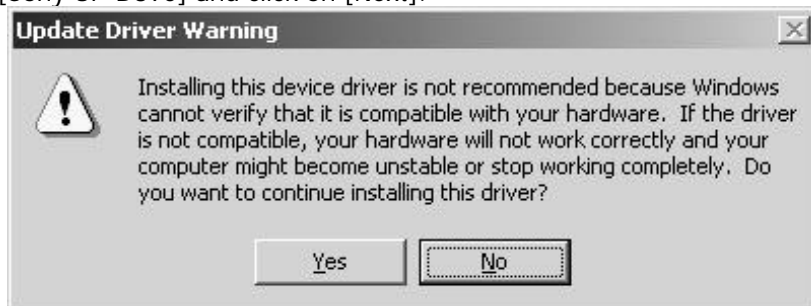 and click on
Update Driver Warning
Installing this device driver is not recommended because Windows
cannot verify that it is compatible with your hardware. If the driver
is not compatible, your hardware will not work correctly and your
computer might become unstable or stop working completely. Do
you want to continue installing this driver?
Yes
No